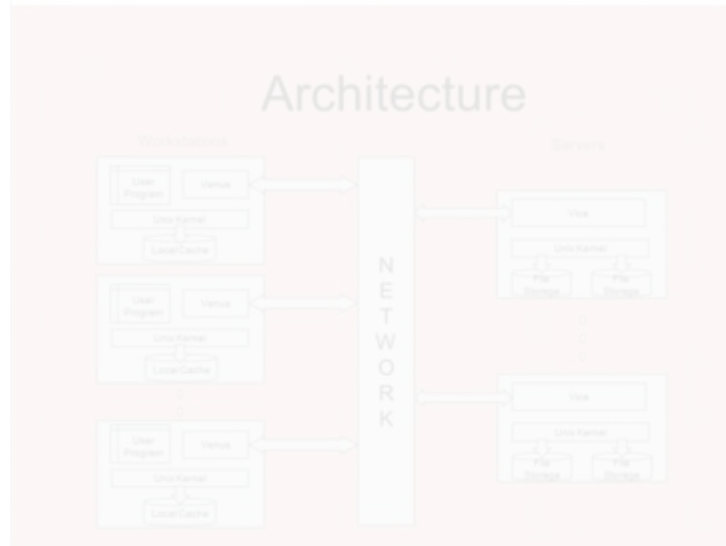 Architecture
Workstations
Servers
User
Program
Venus
Unix Kernel
Local Cache
User
Program
Venus
Unix Kernel
Local Cache
User
Program
Venus
Unix Kernel
Local Cache
N
E
T
W
O
R
K
Vice
Unix Kernel
File
Storage
File
Storage
Vice
Unix Kernel
File
Storage
File
Storage